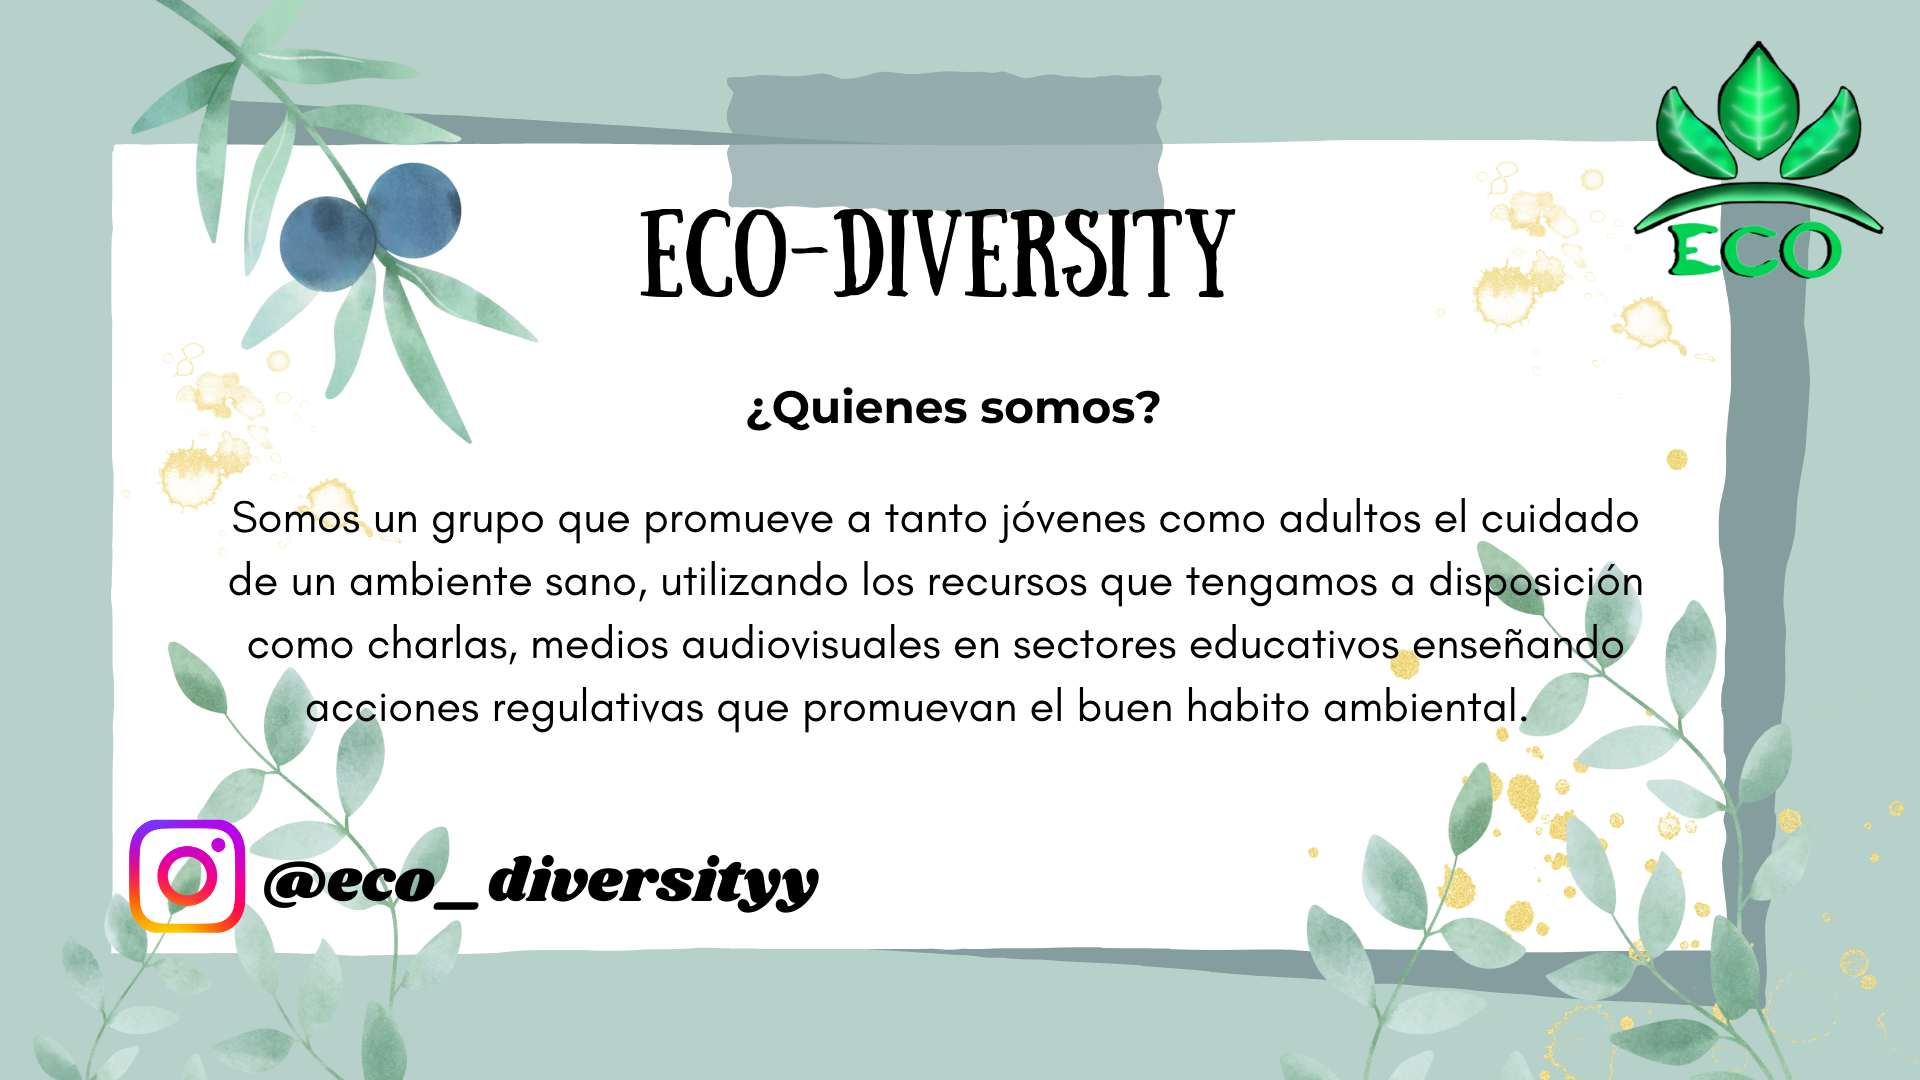 ECO
ECO-DIVERSITY
¿Quienes somos?
Somos un grupo que promueve a tanto jóvenes como adultos el cuidado
de un ambiente sano, utilizando los recursos que tengamos a disposición
como charlas, medios audiovisuales en sectores educativos enseñando
acciones regulativas que promuevan el buen habito ambiental.
@eco_diversityy